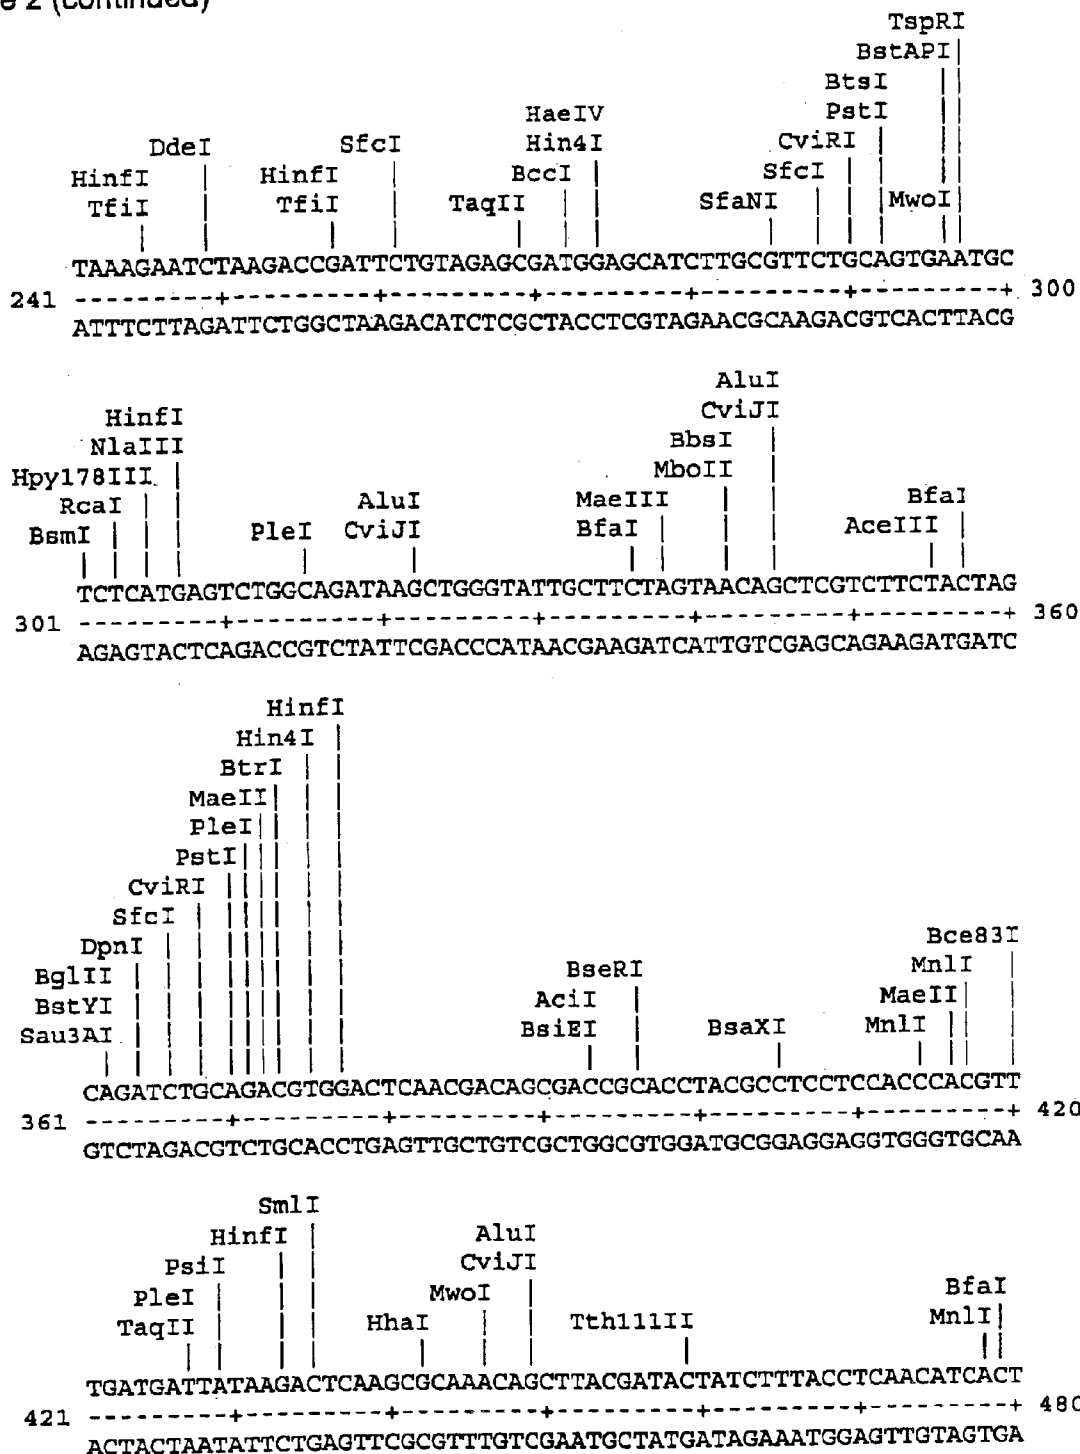 e 2 (continued)
TspRI
BstAPI
BtsI
HaeIV PstI
DdeI SfcI Hin4I CviRI
HinfI HinfI BccI SfcI
TfiI TfiI TaqII SfaNI MwoI
TAAAGAATCTAAGACCGATTCTGTAGAGCGATGGAGCATCTTGCGTTCTGCAGTGAATGC
241 ---------+---------+---------+---------+---------+---------+ 300
ATTTCTTAGATTCTGGCTAAGACATCTCGCTACCTCGTAGAACGCAAGACGTCACTTACG
AluI
HinfI CviJI
NlaIII BbsI
Hpy178III MboII
RcaI AluI MaeIII BfaI
BsmI PleI CviJI BfaI AceIII
TCTCATGAGTCTGGCAGATAAGCTGGGTATTGCTTCTAGTAACAGCTCGTCTTCTACTAG
301 ---------+---------+---------+---------+---------+---------+ 360
AGAGTACTCAGACCGTCTATTCGACCCATAACGAAGATCATTGTCGAGCAGAAGATGATC
HinfI
Hin4I
BtrI
MaeII
PleI
PstI
CviRI
SfcI
DpnI Bce83I
BglII BseRI MnlI
BstYI AciI MaeII
Sau3AI BsiEI BsaXI MnlI
CAGATCTGCAGACGTGGACTCAACGACAGCGACCGCACCTACGCCTCCTCCACCCACGTT
361 ---------+---------+---------+---------+---------+---------+ 420
GTCTAGACGTCTGCACCTGAGTTGCTGTCGCTGGCGTGGATGCGGAGGAGGTGGGTGCAA
SmlI
HinfI AluI
PsiI CviJI
PleI MwoI BfaI
TaqII HhaI Tth111II MnlI
TGATGATTATAAGACTCAAGCGCAAACAGCTTACGATACTATCTTTACCTCAACATCACT
421 ---------+---------+---------+---------+---------+---------+ 480
ACTACTAATATTCTGAGTTCGCGTTTGTCGAATGCTATGATAGAAATGGAGTTGTAGTGA